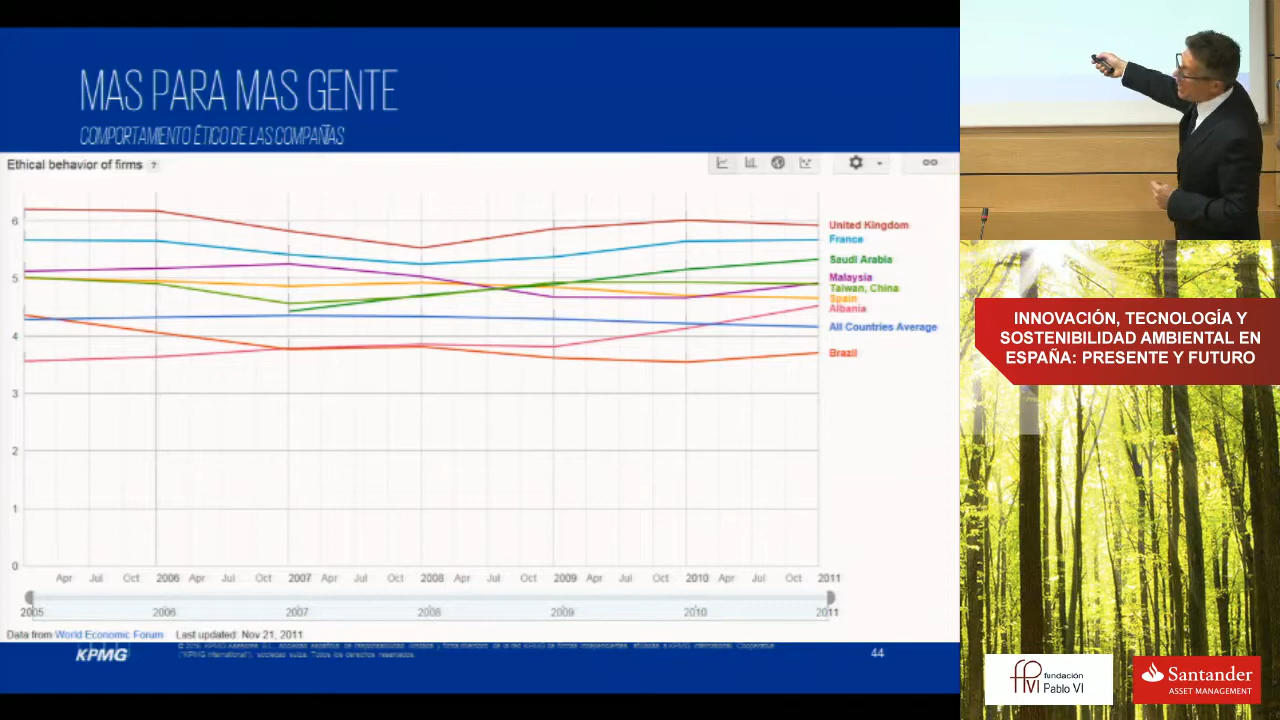 MAS PARA MAS GENTE
COMPORTAMIENTO ÉTICO DE LAS COMPAÑAS
Ethical behavior of firms ?
6
5
4
3
2
1
0
United Kingdom
France
Saudi Arabia
Malaysia
Taiwan, China
Spain
Albania
All Countries Average
Brazil
Apr Jul Oct 2006 Apr Jul Oct 2007 Apr Jul Oct 2008 Apr Jul Oct 2009 Apr Jul Oct 2010 Apr Jul Oct 2011
2005 2006 2007 2008 2009 2010 2011
Data from World Economic Forum Last updated: Nov 21, 2011
KPMG
44
INNOVACIÓN, TECNOLOGÍA Y
SOSTENIBILIDAD AMBIENTAL EN
ESPAÑA: PRESENTE Y FUTURO
fPVI fundación
Pablo VI
Santander
ASSET MANAGEMENT